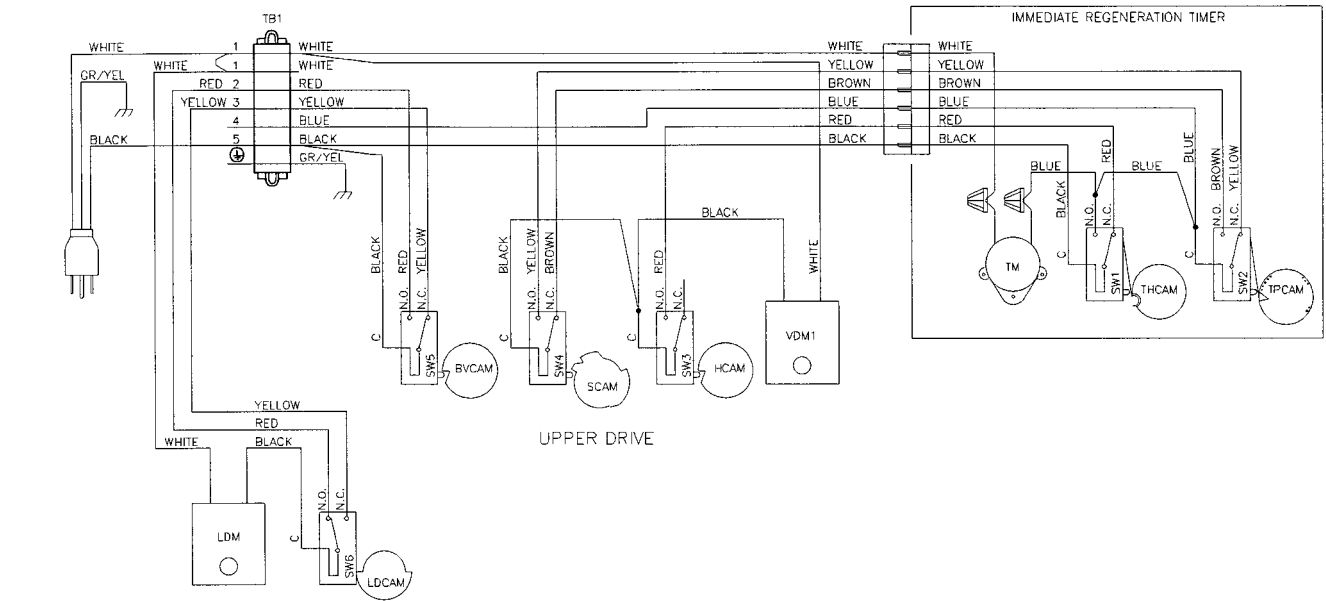 IMMEDIATE REGENERATION TIMER
TB1
WHITE 1 WHITE WHITE WHITE
WHITE 1 WHITE YELLOW YELLOW
GR/YEL RED 2 RED BROWN BROWN
YELLOW 3 YELLOW BLUE BLUE
4 BLUE RED RED
BLACK 5 BLACK BLACK BLACK
GR/YEL
BLUE BLUE
BLACK RED BLUE BROWN YELLOW
N.O. N.C. N.O. N.C.
BLACK
BLACK RED YELLOW BLACK YELLOW BROWN RED WHITE
TM
C SW1 THCAM C SW2 TPCAM
N.O. N.C. N.O. N.C. N.O. N.C.
C SW5 BVCAM C SW4 SCAM C SW3 HCAM VDM1
YELLOW
RED
WHITE BLACK
UPPER DRIVE
N.O. N.C.
LDM C SW6 LDCAM